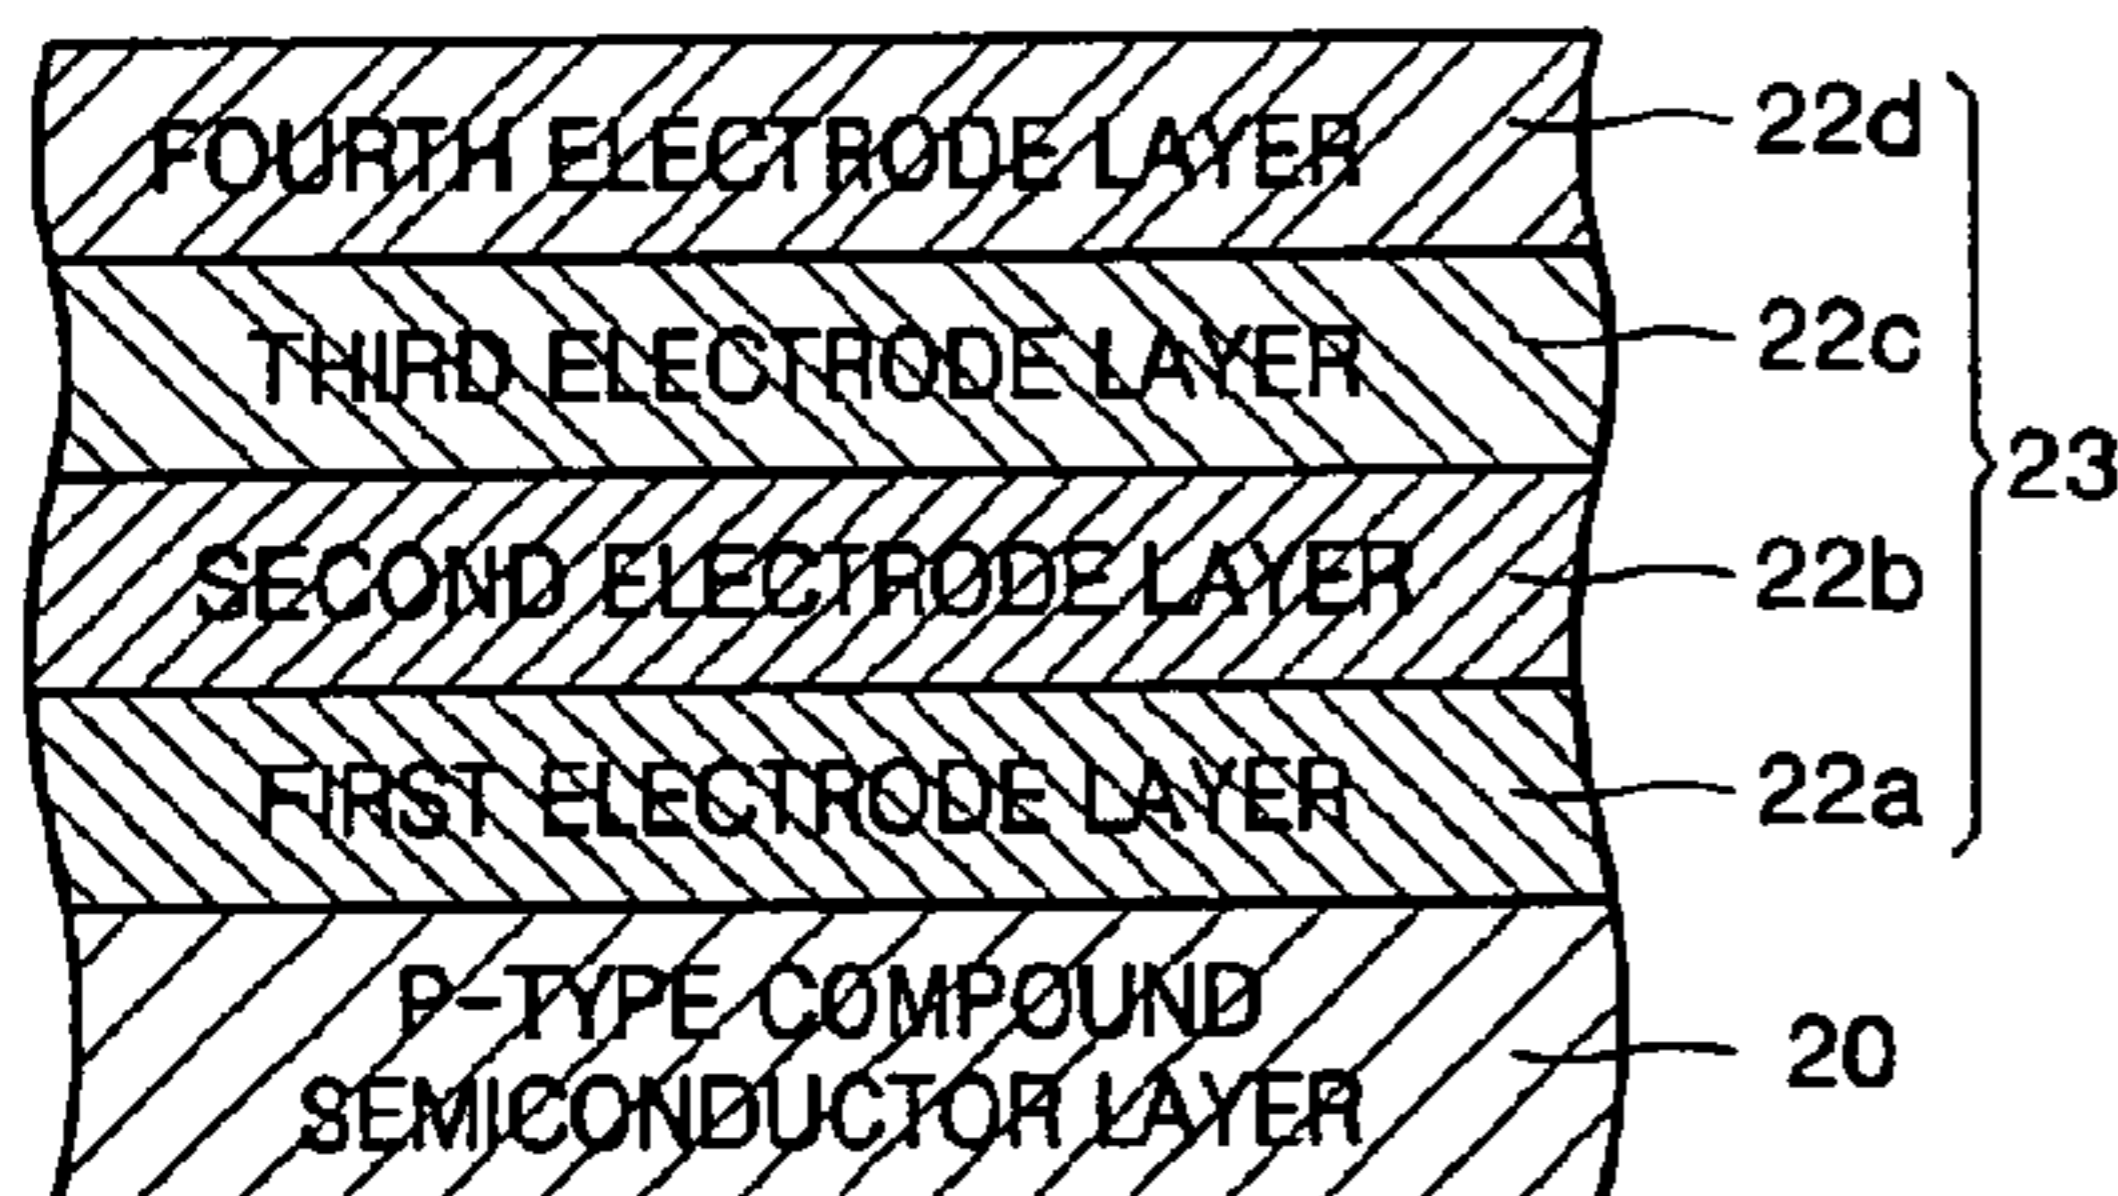 FOURTH ELECTRODE LAYER 22d
THIRD ELECTRODE LAYER 22c
23
SECOND ELECTRODE LAYER 22b
FIRST ELECTRODE LAYER 22a
P-TYPE COMPOUND
SEMICONDUCTOR LAYER 20